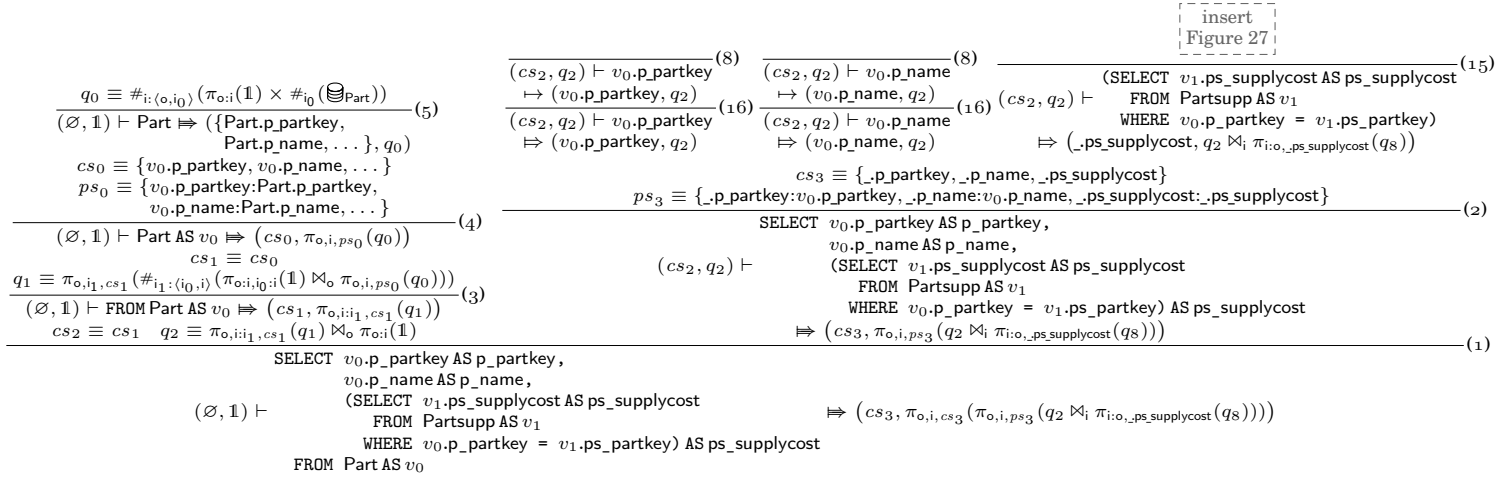 insert
Figure 27
q₀ ≡ #ᵢ:⟨ₒ,ᵢ₀⟩(πₒ:ᵢ(𝟙) × #ᵢ₀(⛁Part)) (5)
(∅, 𝟙) ⊢ Part ⤇ ({Part.p_partkey,
Part.p_name, … }, q₀)
cs₀ ≡ {v₀.p_partkey, v₀.p_name, … }
ps₀ ≡ {v₀.p_partkey:Part.p_partkey,
v₀.p_name:Part.p_name, … }
(4)
(∅, 𝟙) ⊢ Part AS v₀ ⤇ (cs₀, π_{o,i,ps₀}(q₀))
cs₁ ≡ cs₀
q₁ ≡ π_{o,i₁,cs₁}(#_{i₁:⟨i₀,i⟩}(π_{o:i,i₀:i}(𝟙) ⋈ₒ π_{o,i,ps₀}(q₀)))
(3)
(∅, 𝟙) ⊢ FROM Part AS v₀ ⤇ (cs₁, π_{o,i:i₁,cs₁}(q₁))
cs₂ ≡ cs₁ q₂ ≡ π_{o,i:i₁,cs₁}(q₁) ⋈ₒ π_{o:i}(𝟙)
(8)
(cs₂, q₂) ⊢ v₀.p_partkey
↦ (v₀.p_partkey, q₂)
(16)
(cs₂, q₂) ⊢ v₀.p_partkey
⤇ (v₀.p_partkey, q₂)
(8)
(cs₂, q₂) ⊢ v₀.p_name
↦ (v₀.p_name, q₂)
(16)
(cs₂, q₂) ⊢ v₀.p_name
⤇ (v₀.p_name, q₂)
(15)
(SELECT v₁.ps_supplycost AS ps_supplycost
(cs₂, q₂) ⊢ FROM Partsupp AS v₁
WHERE v₀.p_partkey = v₁.ps_partkey)
⤇ (_.ps_supplycost, q₂ ⋈ᵢ π_{i:o,_.ps_supplycost}(q₈))
cs₃ ≡ {_.p_partkey, _.p_name, _.ps_supplycost}
ps₃ ≡ {_.p_partkey:v₀.p_partkey, _.p_name:v₀.p_name, _.ps_supplycost:_.ps_supplycost}
(2)
SELECT v₀.p_partkey AS p_partkey,
v₀.p_name AS p_name,
(cs₂, q₂) ⊢ (SELECT v₁.ps_supplycost AS ps_supplycost
FROM Partsupp AS v₁
WHERE v₀.p_partkey = v₁.ps_partkey) AS ps_supplycost
⤇ (cs₃, π_{o,i,ps₃}(q₂ ⋈ᵢ π_{i:o,_.ps_supplycost}(q₈)))
(1)
SELECT v₀.p_partkey AS p_partkey,
v₀.p_name AS p_name,
(∅, 𝟙) ⊢ (SELECT v₁.ps_supplycost AS ps_supplycost ⤇ (cs₃, π_{o,i,cs₃}(π_{o,i,ps₃}(q₂ ⋈ᵢ π_{i:o,_.ps_supplycost}(q₈))))
FROM Partsupp AS v₁
WHERE v₀.p_partkey = v₁.ps_partkey) AS ps_supplycost
FROM Part AS v₀